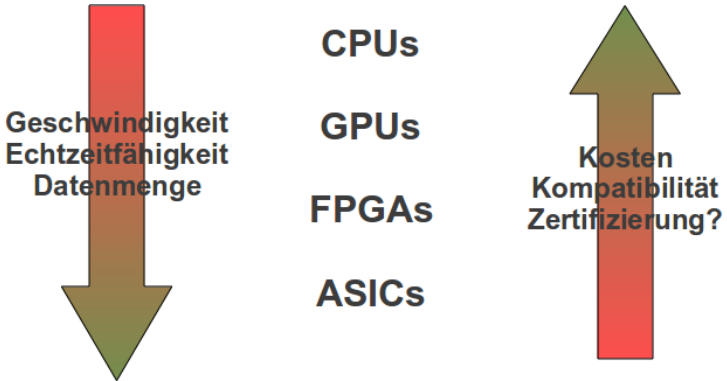 CPUs
Geschwindigkeit
Echtzeitfähigkeit
Datenmenge
GPUs
FPGAs
ASICs
Kosten
Kompatibilität
Zertifizierung?